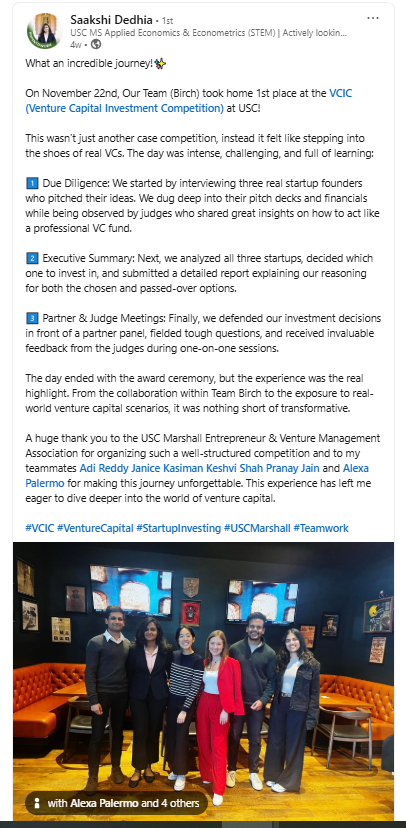 Saakshi Dedhia • 1st
USC MS Applied Economics & Econometrics (STEM) | Actively lookin...
4w •
What an incredible journey!✨
On November 22nd, Our Team (Birch) took home 1st place at the VCIC
(Venture Capital Investment Competition) at USC!
This wasn't just another case competition, instead it felt like stepping into
the shoes of real VCs. The day was intense, challenging, and full of learning:
1️⃣ Due Diligence: We started by interviewing three real startup founders
who pitched their ideas. We dug deep into their pitch decks and financials
while being observed by judges who shared great insights on how to act like
a professional VC fund.
2️⃣ Executive Summary: Next, we analyzed all three startups, decided which
one to invest in, and submitted a detailed report explaining our reasoning
for both the chosen and passed-over options.
3️⃣ Partner & Judge Meetings: Finally, we defended our investment decisions
in front of a partner panel, fielded tough questions, and received invaluable
feedback from the judges during one-on-one sessions.
The day ended with the award ceremony, but the experience was the real
highlight. From the collaboration within Team Birch to the exposure to real-
world venture capital scenarios, it was nothing short of transformative.
A huge thank you to the USC Marshall Entrepreneur & Venture Management
Association for organizing such a well-structured competition and to my
teammates Adi Reddy Janice Kasiman Keshvi Shah Pranay Jain and Alexa
Palermo for making this journey unforgettable. This experience has left me
eager to dive deeper into the world of venture capital.
#VCIC #VentureCapital #StartupInvesting #USCMarshall #Teamwork
with Alexa Palermo and 4 others